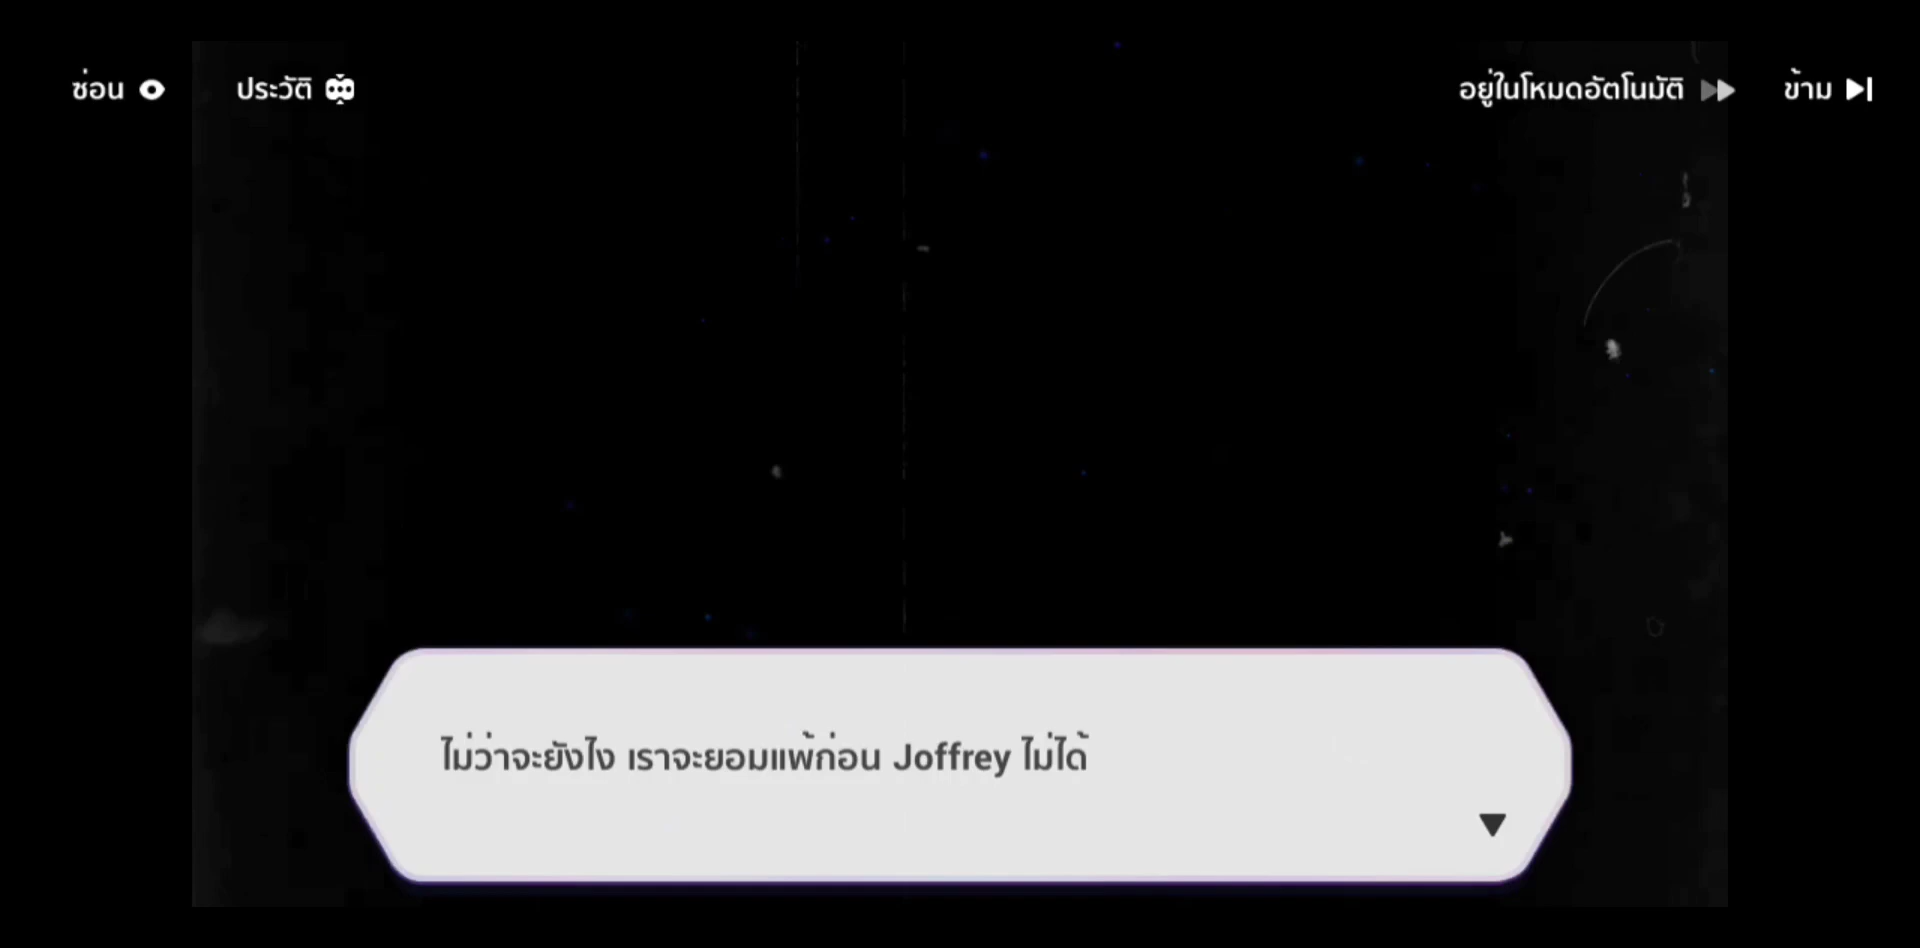 ซ่อน
ประวัติ
อยู่ในโหมดอัตโนมัติ
ข้าม
ไม่ว่าจะยังไง เราจะยอมแพ้ก่อน Joffrey ไม่ได้